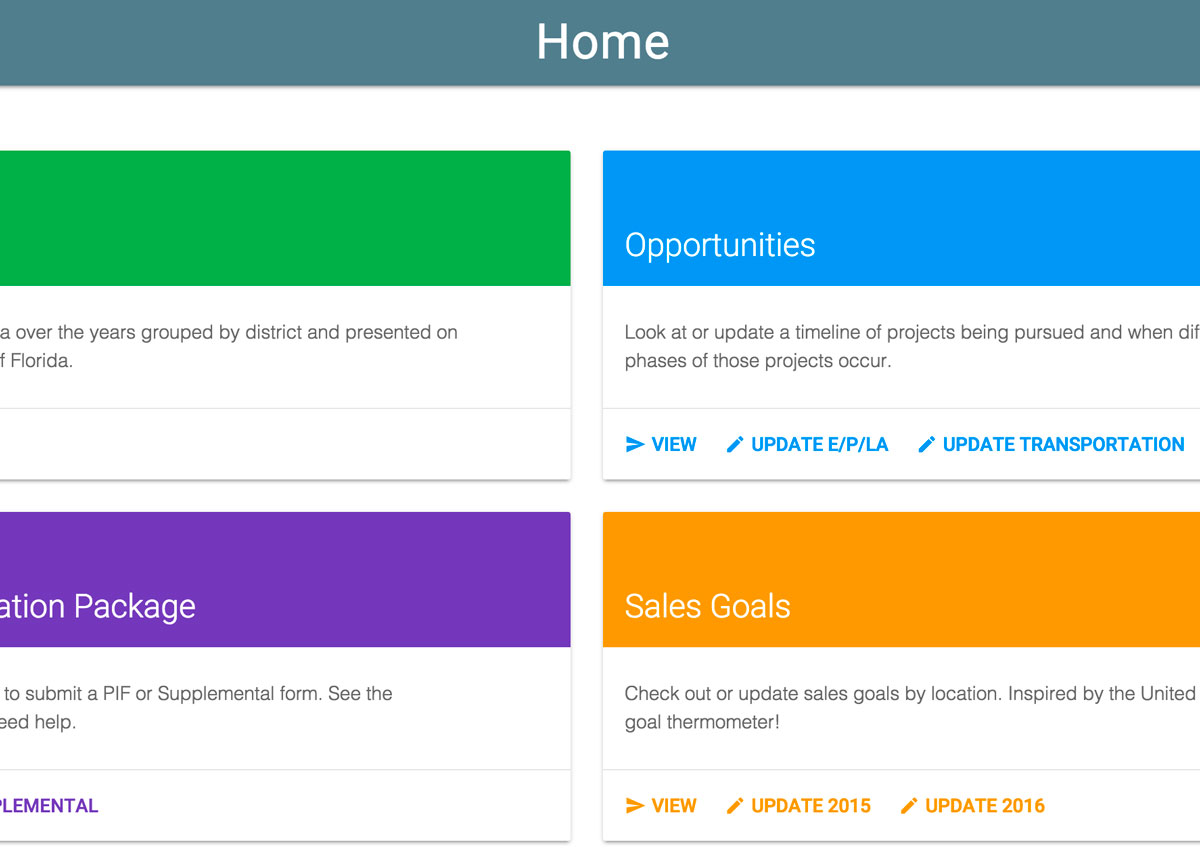 Home
a over the years grouped by district and presented on
f Florida.
Opportunities
Look at or update a timeline of projects being pursued and when dif
phases of those projects occur.
VIEW UPDATE E/P/LA UPDATE TRANSPORTATION
ation Package
to submit a PIF or Supplemental form. See the
eed help.
PLEMENTAL
Sales Goals
Check out or update sales goals by location. Inspired by the United
goal thermometer!
VIEW UPDATE 2015 UPDATE 2016